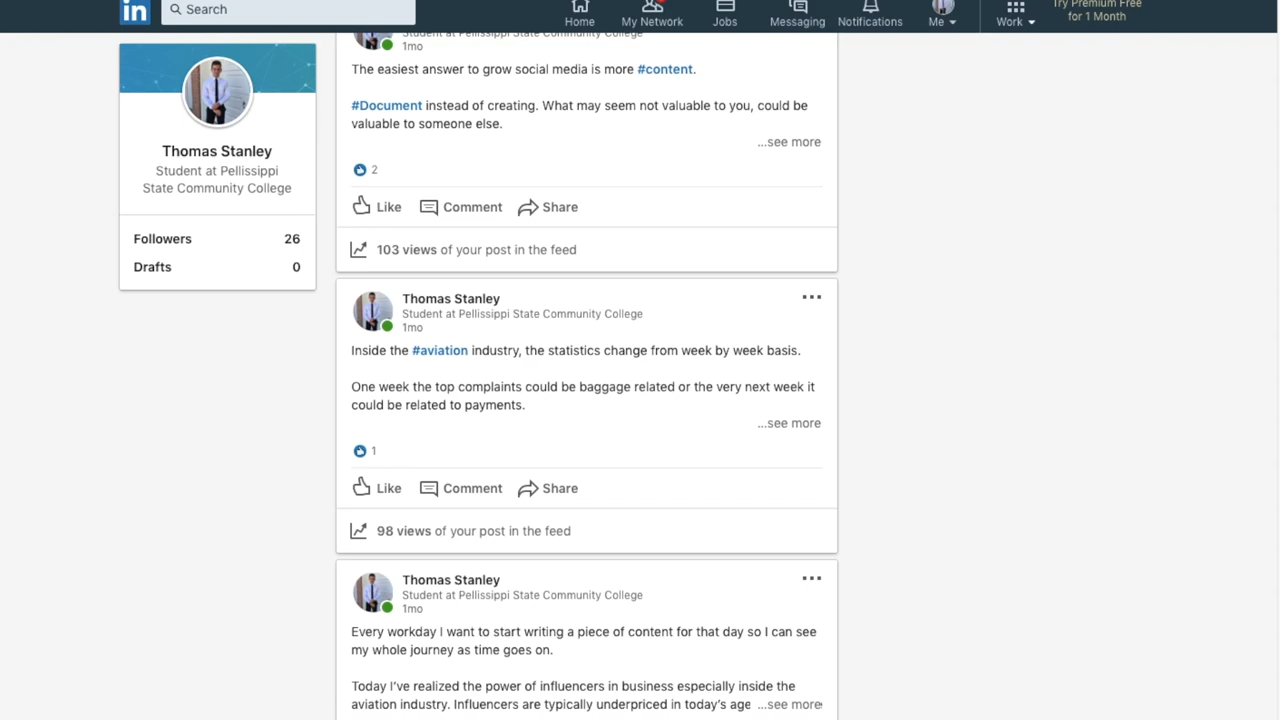 in
Search
Home
My Network
Jobs
Messaging
Notifications
Me
Work
Try Premium Free
for 1 Month
Thomas Stanley
Student at Pellissippi
State Community College
Followers 26
Drafts 0
Student at Pellissippi State Community College
1mo
The easiest answer to grow social media is more #content.
#Document instead of creating. What may seem not valuable to you, could be
valuable to someone else.
...see more
2
Like Comment Share
103 views of your post in the feed
Thomas Stanley
Student at Pellissippi State Community College
1mo
Inside the #aviation industry, the statistics change from week by week basis.
One week the top complaints could be baggage related or the very next week it
could be related to payments.
...see more
1
Like Comment Share
98 views of your post in the feed
Thomas Stanley
Student at Pellissippi State Community College
1mo
Every workday I want to start writing a piece of content for that day so I can see
my whole journey as time goes on.
Today I've realized the power of influencers in business especially inside the
aviation industry. Influencers are typically underpriced in today's age ...see more